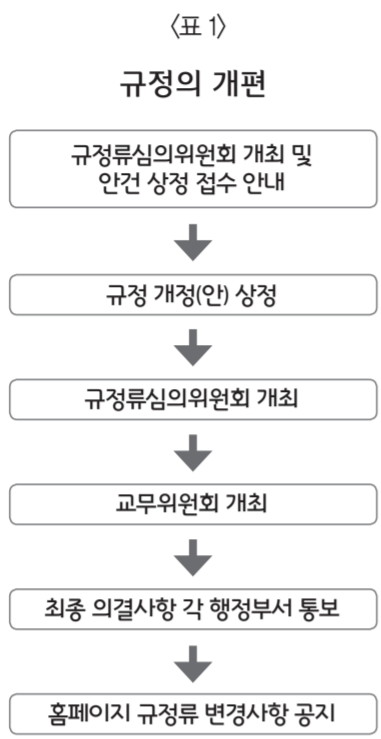 〈표 1〉
규정의 개편
규정류심의위원회 개최 및
안건 상정 접수 안내
규정 개정(안) 상정
규정류심의위원회 개최
교무위원회 개최
최종 의결사항 각 행정부서 통보
홈페이지 규정류 변경사항 공지